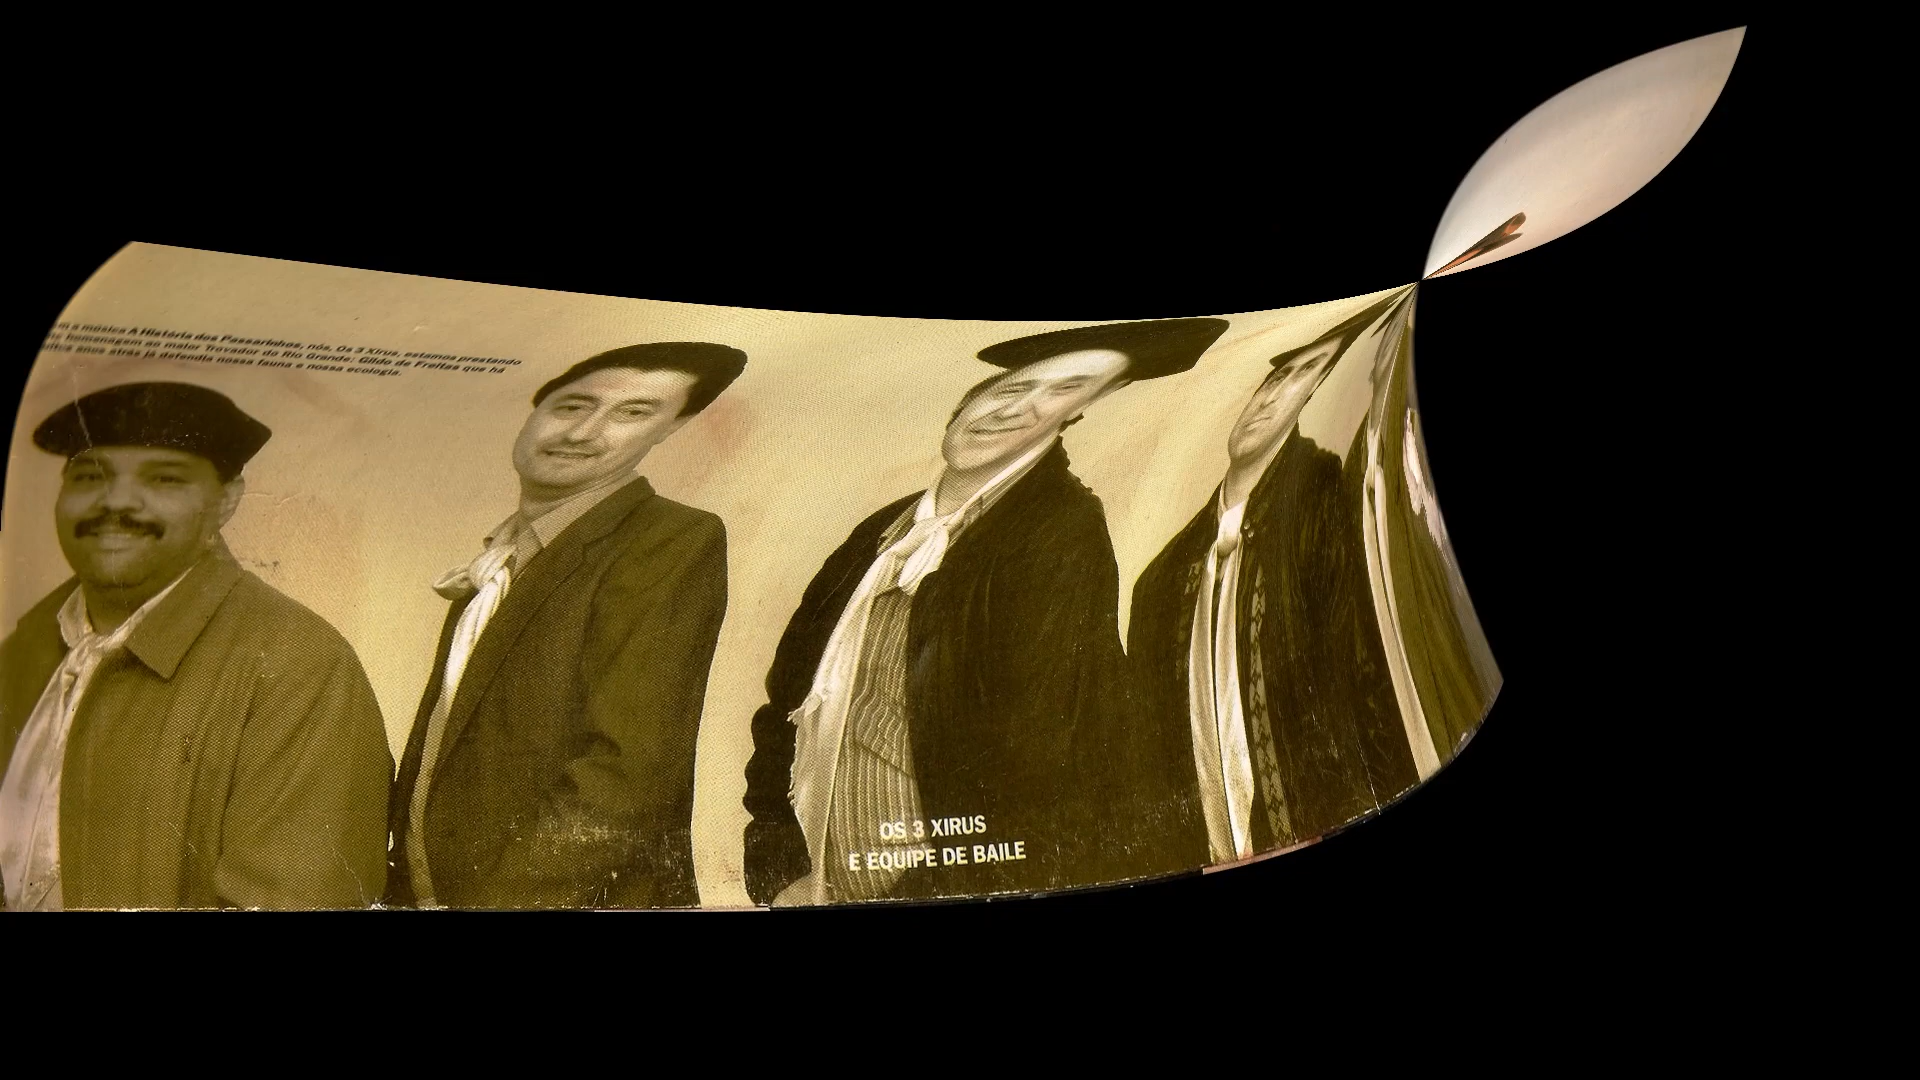 m a música A História dos Passarinhos, nós, Os 3 Xirus, estamos prestando
homenagem ao maior Trovador do Rio Grande: Gildo de Freitas que há
anos atrás já defendia nossa fauna e nossa ecologia.
OS 3 XIRUS
E EQUIPE DE BAILE